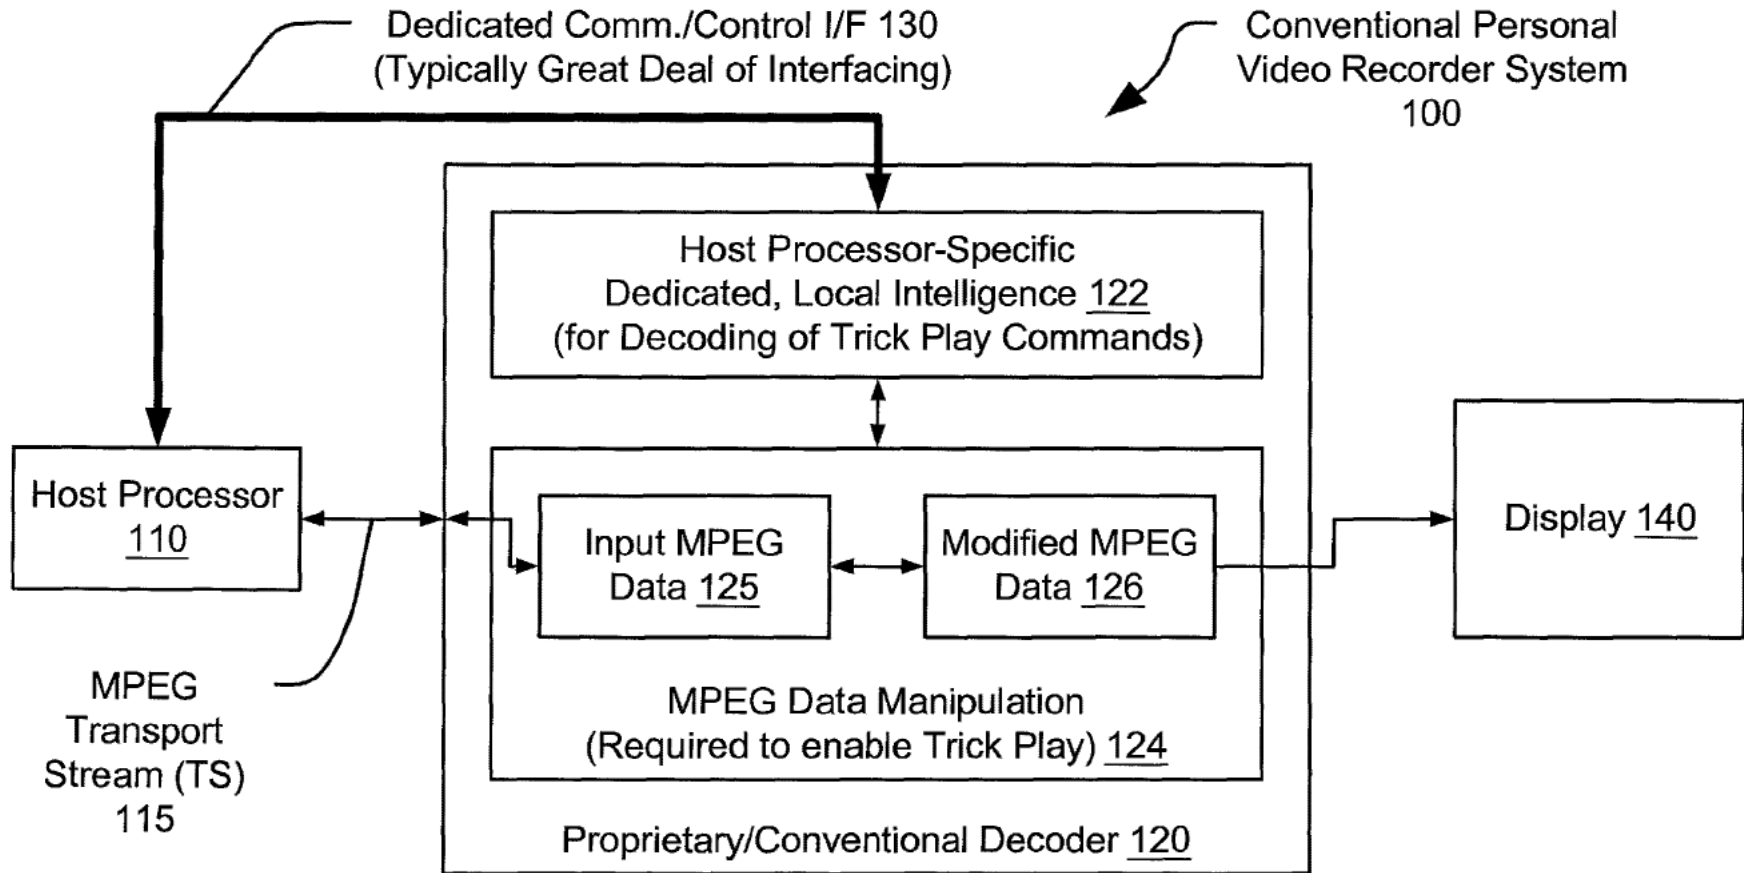 Dedicated Comm./Control I/F 130
(Typically Great Deal of Interfacing)
Conventional Personal
Video Recorder System
100
Host Processor-Specific
Dedicated, Local Intelligence 122
(for Decoding of Trick Play Commands)
Host Processor
110
Input MPEG
Data 125
Modified MPEG
Data 126
Display 140
MPEG
Transport
Stream (TS)
115
MPEG Data Manipulation
(Required to enable Trick Play) 124
Proprietary/Conventional Decoder 120